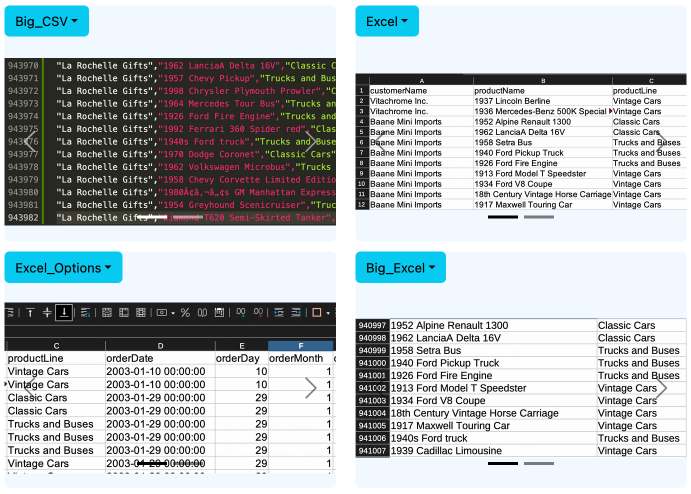 Big_CSV
943970 "La Rochelle Gifts","1962 LanciaA Delta 16V","Classic C
943971 "La Rochelle Gifts","1957 Chevy Pickup","Trucks and Bus
943972 "La Rochelle Gifts","1998 Chrysler Plymouth Prowler","C
943973 "La Rochelle Gifts","1964 Mercedes Tour Bus","Trucks an
943974 "La Rochelle Gifts","1926 Ford Fire Engine","Trucks and
943975 "La Rochelle Gifts","1992 Ferrari 360 Spider red","Clas
"La Rochelle Gifts","1940s Ford truck","Trucks and Bus
943977 "La Rochelle Gifts","1970 Dodge Coronet","Classic Cars"
943978 "La Rochelle Gifts","1962 Volkswagen Microbus","Trucks
943979 "La Rochelle Gifts","1958 Chevy Corvette Limited Editio
943980 "La Rochelle Gifts", GM Manhattan Express
943981 "La Rochelle Gifts","1954 Greyhound Scenicruiser","Truc
943982 "La Rochelle Gifts", T620 Semi-Skirted Tanker",
Excel
A B C
1 customerName productName productLine
2 Vitachrome Inc. 1937 Lincoln Berline Vintage Cars
3 Vitachrome Inc. 1936 Mercedes-Benz 500K Special Vintage Cars
4 Baane Mini Imports 1952 Alpine Renault 1300 Classic Cars
5 Baane Mini Imports 1962 LanciaA Delta 16V Classic Cars
6 Baane Mini Imports 1958 Setra Bus Trucks and Buses
7 Baane Mini Imports 1940 Ford Pickup Truck Trucks and Buses
8 Baane Mini Imports 1926 Ford Fire Engine Trucks and Buses
9 Baane Mini Imports 1913 Ford Model T Speedster Vintage Cars
10 Baane Mini Imports 1934 Ford V8 Coupe Vintage Cars
11 Baane Mini Imports 18th Century Vintage Horse Carriage Vintage Cars
12 Baane Mini Imports 1917 Maxwell Touring Car Vintage Cars
Excel_Options
C D E F
productLine orderDate orderDay orderMonth
Vintage Cars 2003-01-10 00:00:00 10 1
Vintage Cars 2003-01-10 00:00:00 10 1
Classic Cars 2003-01-29 00:00:00 29 1
Classic Cars 2003-01-29 00:00:00 29 1
Trucks and Buses 2003-01-29 00:00:00 29 1
Trucks and Buses 2003-01-29 00:00:00 29 1
Trucks and Buses 2003-01-29 00:00:00 29 1
Vintage Cars 2003-01-29 00:00:00 29 1
Big_Excel
940997 1952 Alpine Renault 1300 Classic Cars
940998 1962 LanciaA Delta 16V Classic Cars
940999 1958 Setra Bus Trucks and Buses
941000 1940 Ford Pickup Truck Trucks and Buses
941001 1926 Ford Fire Engine Trucks and Buses
941002 1913 Ford Model T Speedster Vintage Cars
941003 1934 Ford V8 Coupe Vintage Cars
941004 18th Century Vintage Horse Carriage Vintage Cars
941005 1917 Maxwell Touring Car Vintage Cars
941006 1940s Ford truck Trucks and Buses
941007 1939 Cadillac Limousine Vintage Cars